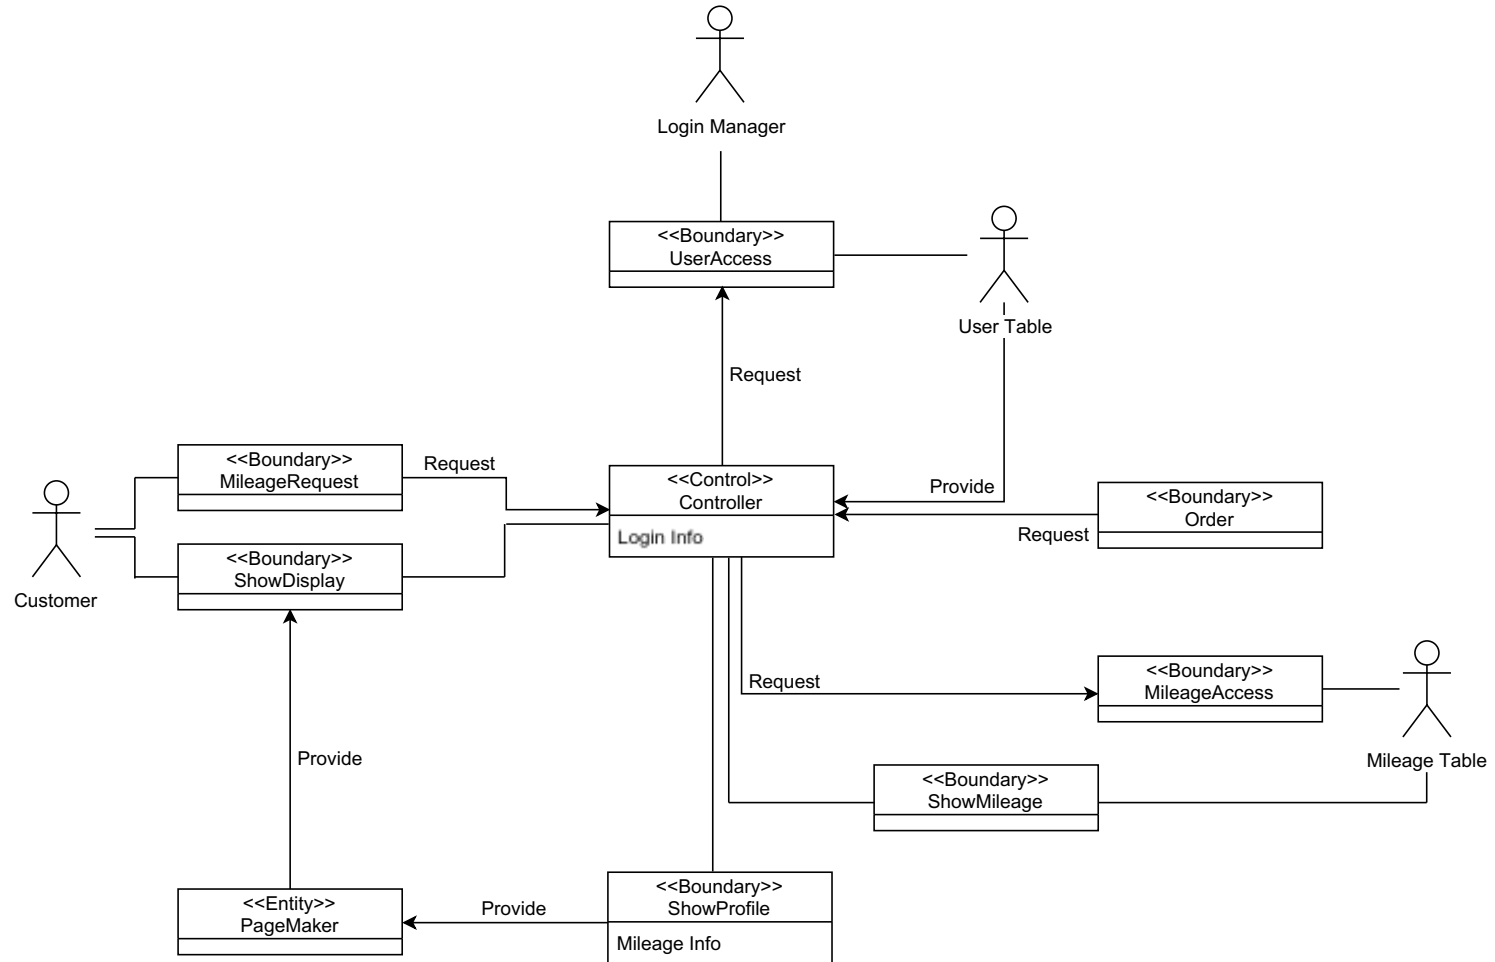 Login Manager
<<Boundary>>
UserAccess
User Table
Request
<<Boundary>>
MileageRequest
Request
<<Control>>
Controller
Login Info
Provide
<<Boundary>>
Order
Request
Customer
<<Boundary>>
ShowDisplay
Request
<<Boundary>>
MileageAccess
Mileage Table
<<Boundary>>
ShowMileage
Provide
<<Entity>>
PageMaker
Provide
<<Boundary>>
ShowProfile
Mileage Info